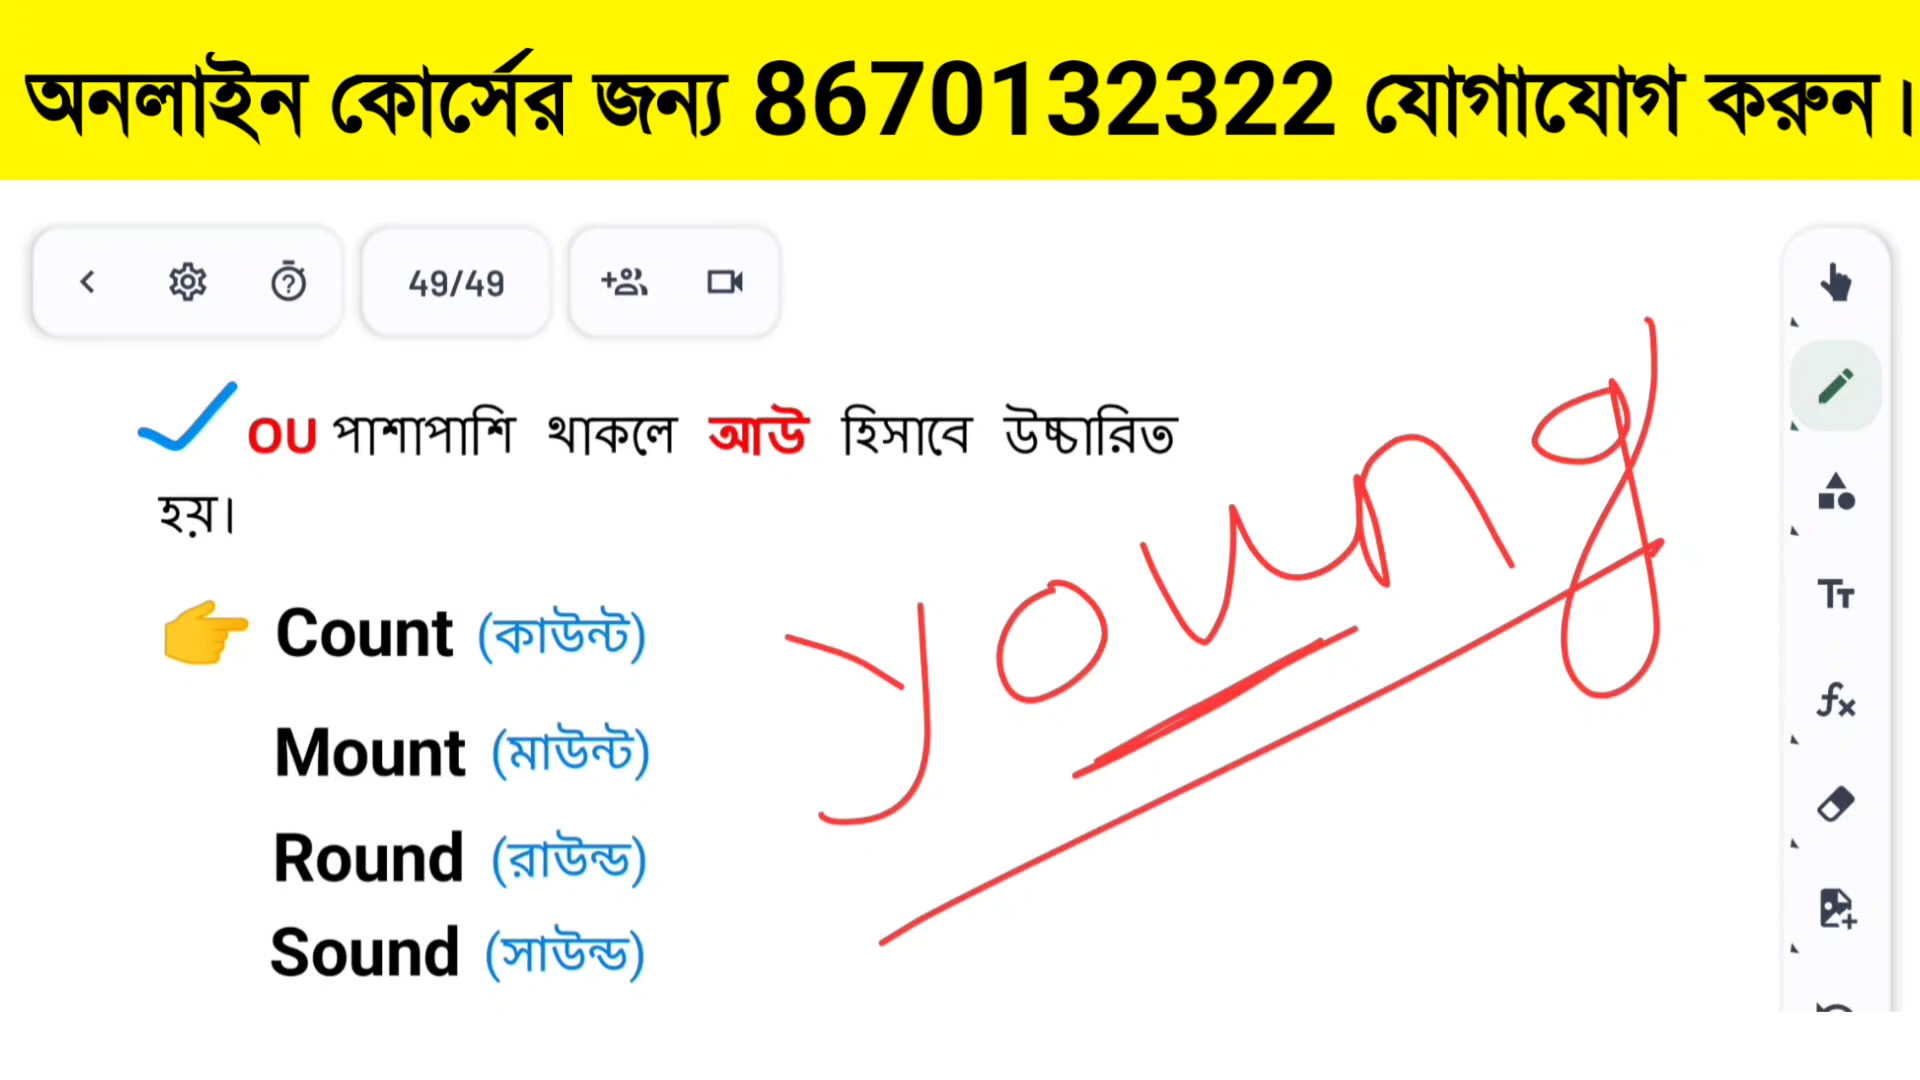 অনলাইন কোর্সের জন্য 8670132322 যোগাযোগ করুন।
49/49
OU পাশাপাশি থাকলে আউ হিসাবে উচ্চারিত
হয়।
Count (কাউন্ট)
Mount (মাউন্ট)
Round (রাউন্ড)
Sound (সাউন্ড)
young